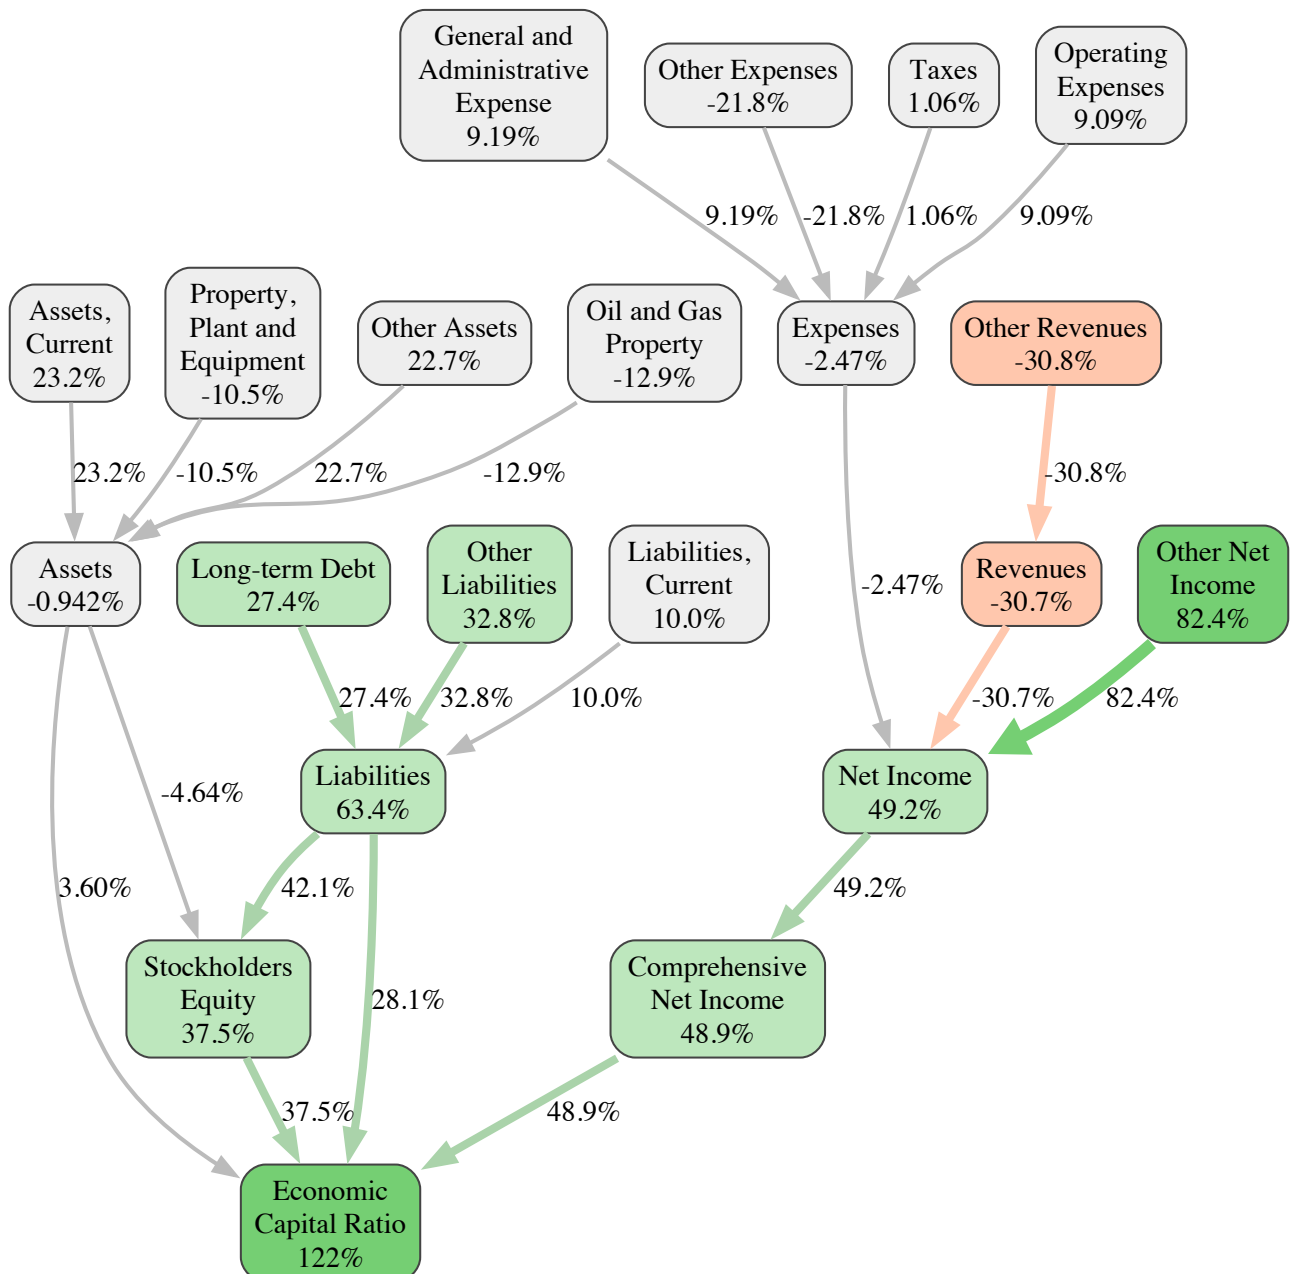 General and
Administrative
Expense
9.19%
Other Expenses
-21.8%
Taxes
1.06%
Operating
Expenses
9.09%
9.19%
-21.8%
1.06%
9.09%
Assets,
Current
23.2%
Property,
Plant and
Equipment
-10.5%
Other Assets
22.7%
Oil and Gas
Property
-12.9%
Expenses
-2.47%
Other Revenues
-30.8%
23.2%
-10.5%
22.7%
-12.9%
-30.8%
Assets
-0.942%
Long-term Debt
27.4%
Other
Liabilities
32.8%
Liabilities,
Current
10.0%
-2.47%
Revenues
-30.7%
Other Net
Income
82.4%
27.4%
32.8%
10.0%
-30.7%
82.4%
-4.64%
Liabilities
63.4%
Net Income
49.2%
3.60%
42.1%
49.2%
Stockholders
Equity
37.5%
28.1%
Comprehensive
Net Income
48.9%
37.5%
48.9%
Economic
Capital Ratio
122%